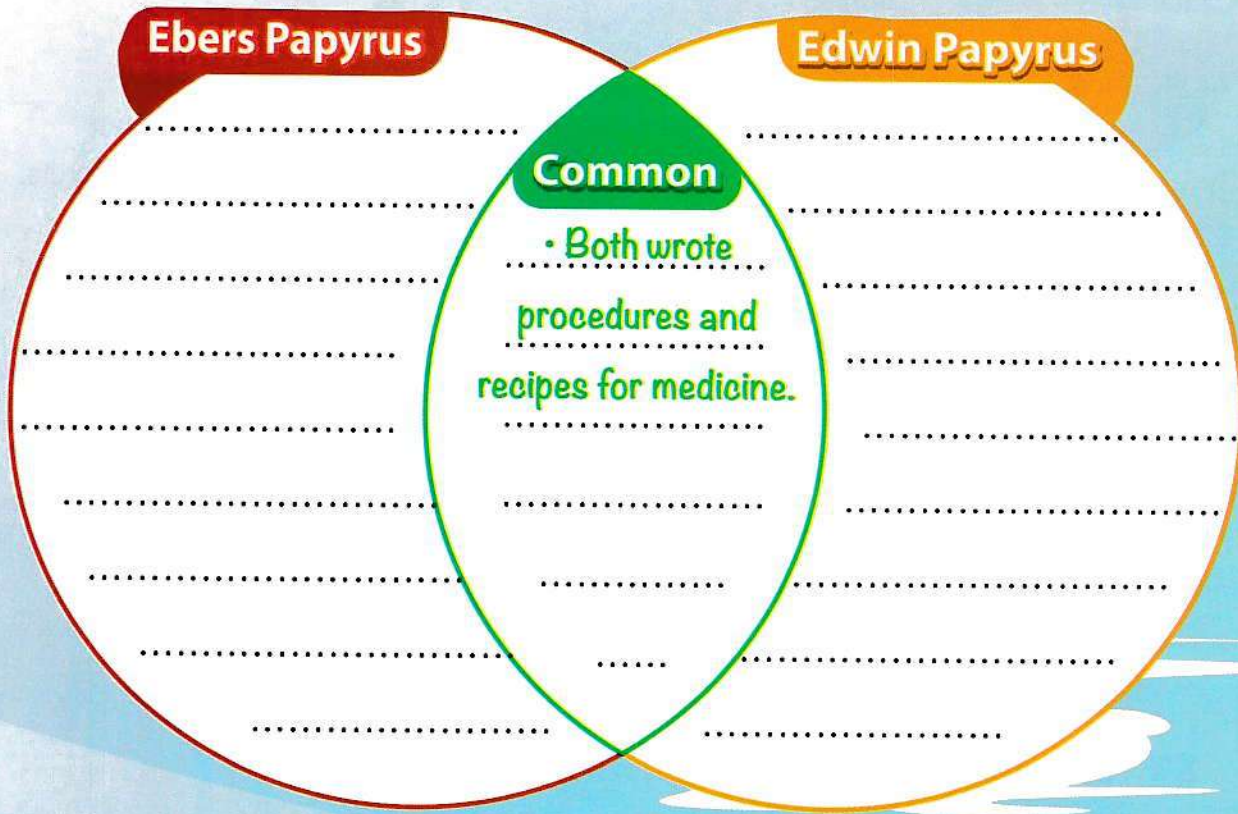 Ebers Papyrus
Edwin Papyrus
Common
• Both wrote
procedures and
recipes for medicine.